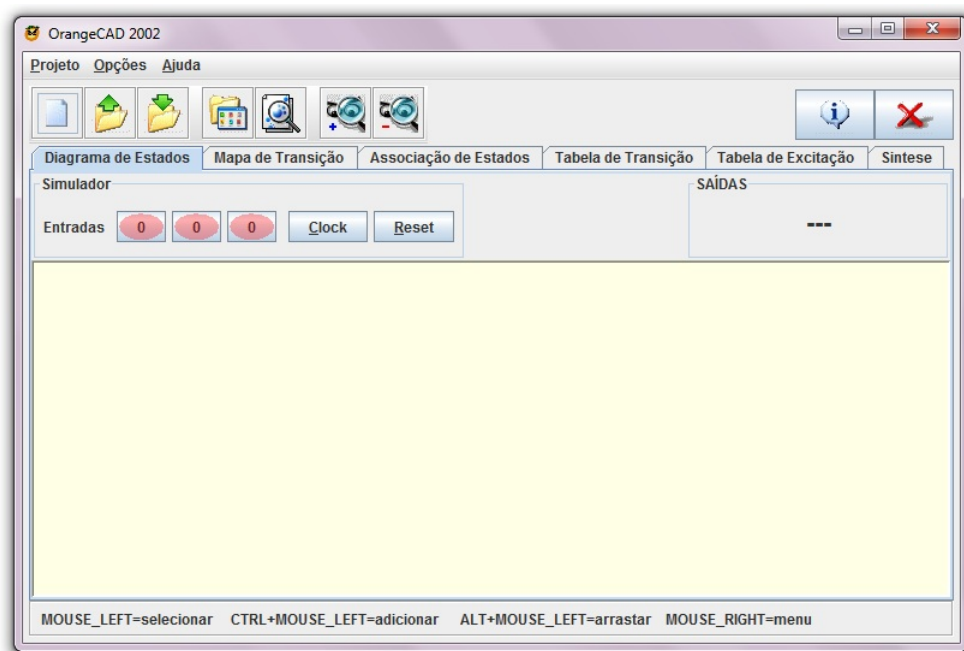 OrangeCAD 2002
Projeto Opções Ajuda
Diagrama de Estados Mapa de Transição Associação de Estados Tabela de Transição Tabela de Excitação Sintese
Simulador SAÍDAS
Entradas 0 0 0 Clock Reset ---
MOUSE_LEFT=selecionar CTRL+MOUSE_LEFT=adicionar ALT+MOUSE_LEFT=arrastar MOUSE_RIGHT=menu